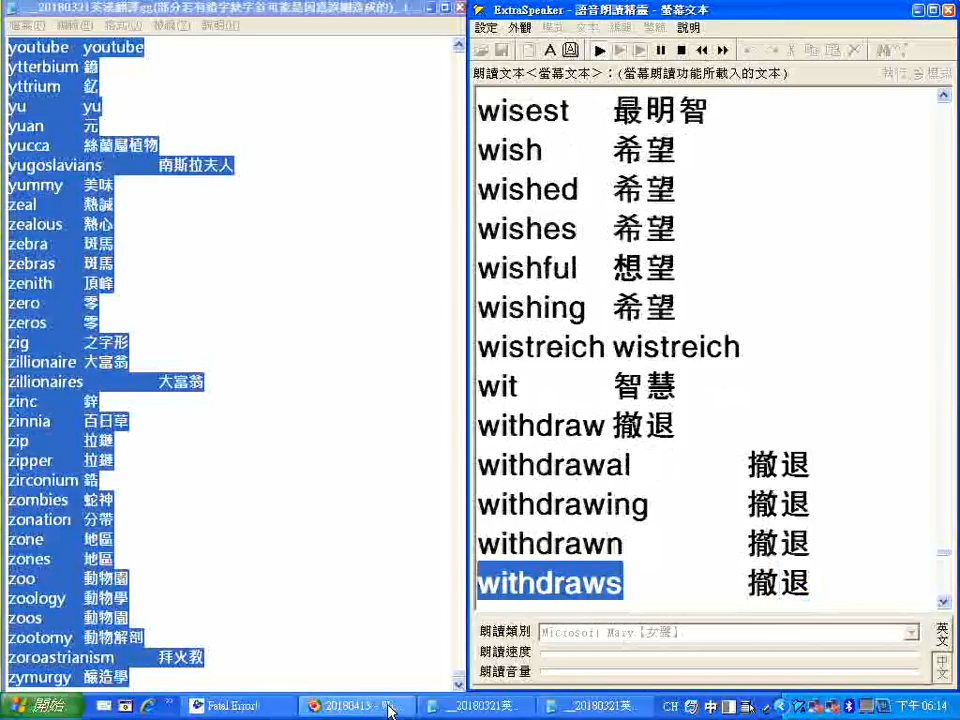 ExtraSpeaker - 語音朗讀精靈 - 螢幕文本
設定 外觀 模式 文本 編輯 繫鍵 說明
朗讀文本<螢幕文本>：(螢幕朗讀功能所載入的文本)
youtube youtube
ytterbium 鐿
yttrium 釔
yu yu
yuan 元
yucca 絲蘭屬植物
yugoslavians 南斯拉夫人
yummy 美味
zeal 熱誠
zealous 熱心
zebra 斑馬
zebras 斑馬
zenith 頂峰
zero 零
zeros 零
zig 之字形
zillionaire 大富翁
zillionaires 大富翁
zinc 鋅
zinnia 百日草
zip 拉鏈
zipper 拉鏈
zirconium 鋯
zombies 蛇神
zonation 分帶
zone 地區
zones 地區
zoo 動物園
zoology 動物學
zoos 動物園
zootomy 動物解剖
zoroastrianism 拜火教
zymurgy 釀造學
wisest 最明智
wish 希望
wished 希望
wishes 希望
wishful 想望
wishing 希望
wistreich wistreich
wit 智慧
withdraw 撤退
withdrawal 撤退
withdrawing 撤退
withdrawn 撤退
withdraws 撤退
朗讀類別 Microsoft Mary【女聲】
朗讀速度
朗讀音量
英文
中文
開始 Fatal Error! 20180413 - __20180321英... __20180321英... CH 中 下午 06:14